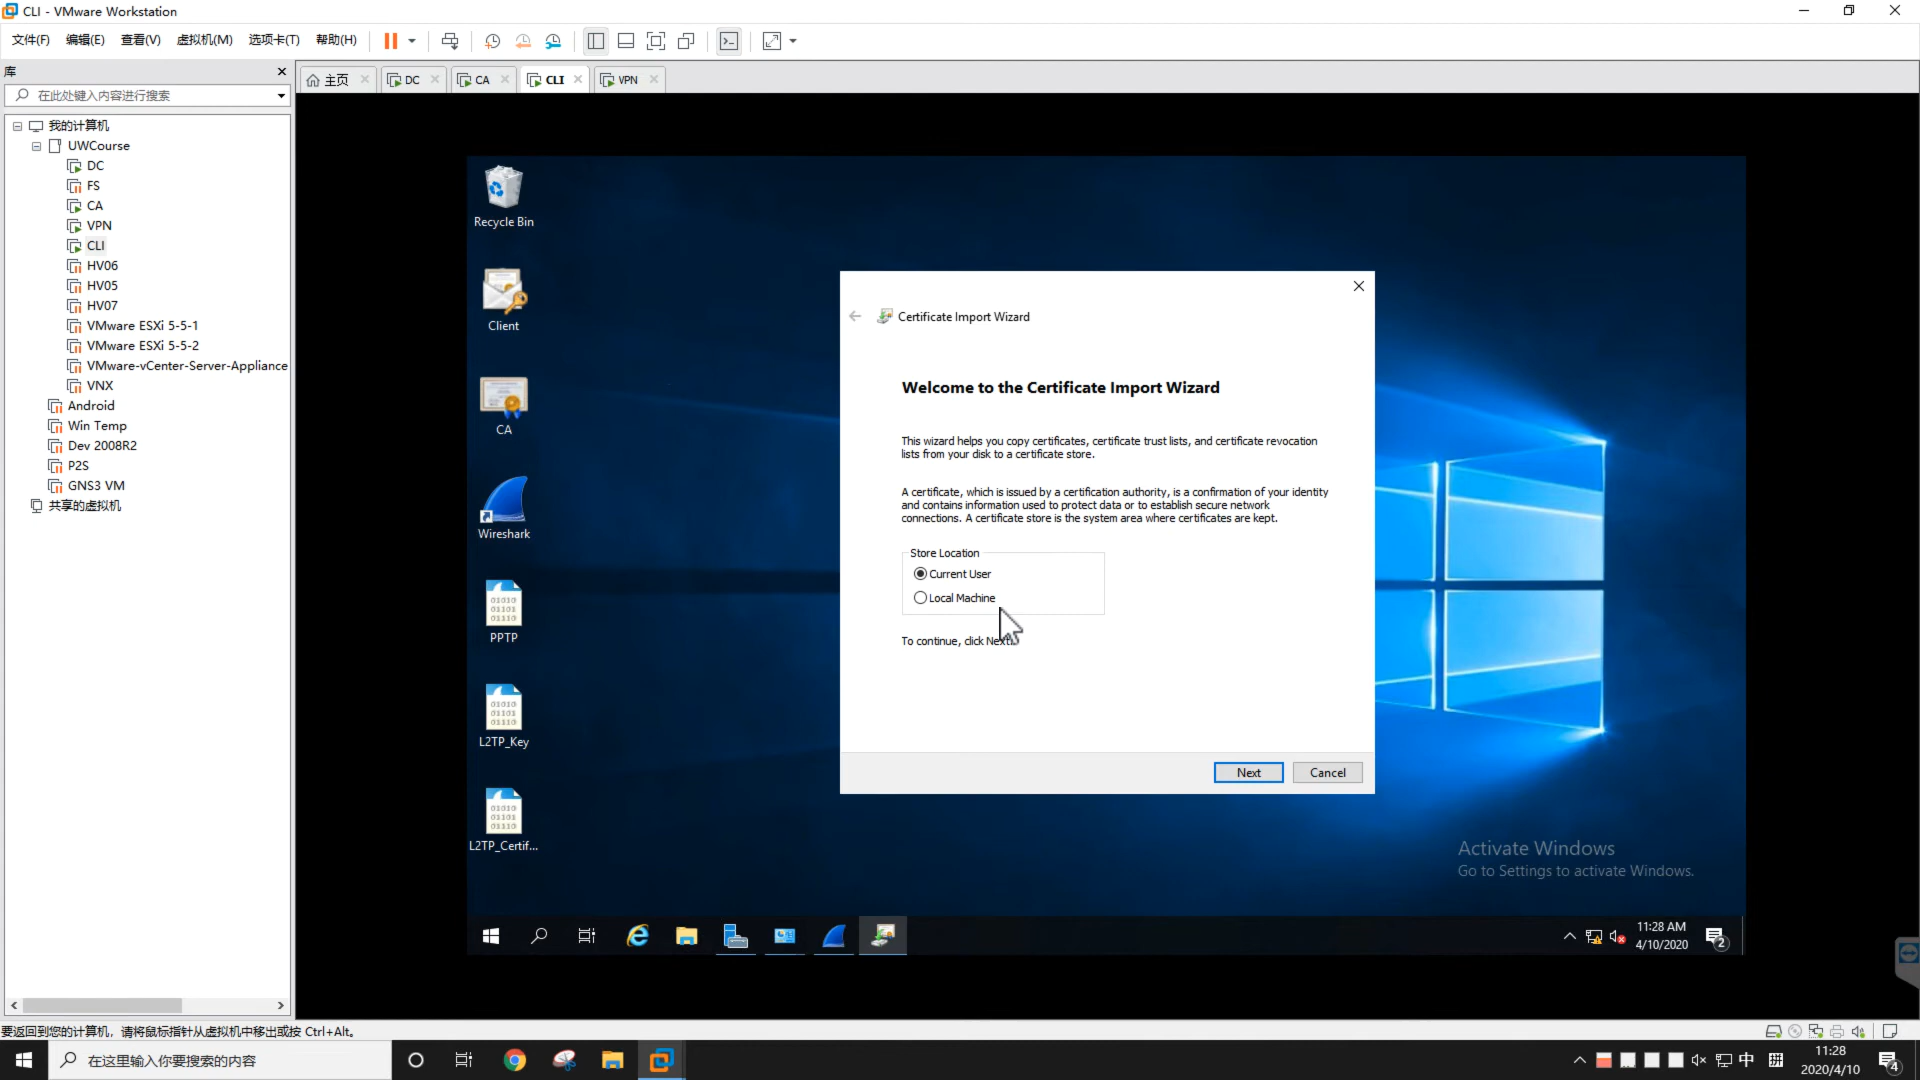 CLI - VMware Workstation
文件(F) 编辑(E) 查看(V) 虚拟机(M) 选项卡(T) 帮助(H)
库
在此处键入内容进行搜索
主页 DC CA CLI VPN
我的计算机
UWCourse
DC
FS
CA
VPN
CLI
HV06
HV05
HV07
VMware ESXi 5-5-1
VMware ESXi 5-5-2
VMware-vCenter-Server-Appliance
VNX
Android
Win Temp
Dev 2008R2
P2S
GNS3 VM
共享的虚拟机
Recycle Bin
Client
CA
Wireshark
PPTP
L2TP_Key
L2TP_Certif...
Certificate Import Wizard
Welcome to the Certificate Import Wizard
This wizard helps you copy certificates, certificate trust lists, and certificate revocation
lists from your disk to a certificate store.
A certificate, which is issued by a certification authority, is a confirmation of your identity
and contains information used to protect data or to establish secure network
connections. A certificate store is the system area where certificates are kept.
Store Location
Current User
Local Machine
To continue, click Next.
Next Cancel
Activate Windows
Go to Settings to activate Windows.
11:28 AM
4/10/2020
2
要返回到您的计算机，请将鼠标指针从虚拟机中移出或按 Ctrl+Alt。
在这里输入你要搜索的内容
中
11:28
2020/4/10
4